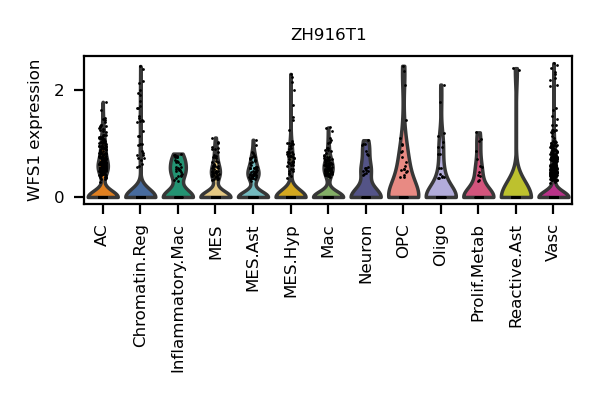 ZH916T1
WFS1 expression
2
0
AC
Chromatin.Reg
Inflammatory.Mac
MES
MES.Ast
MES.Hyp
Mac
Neuron
OPC
Oligo
Prolif.Metab
Reactive.Ast
Vasc